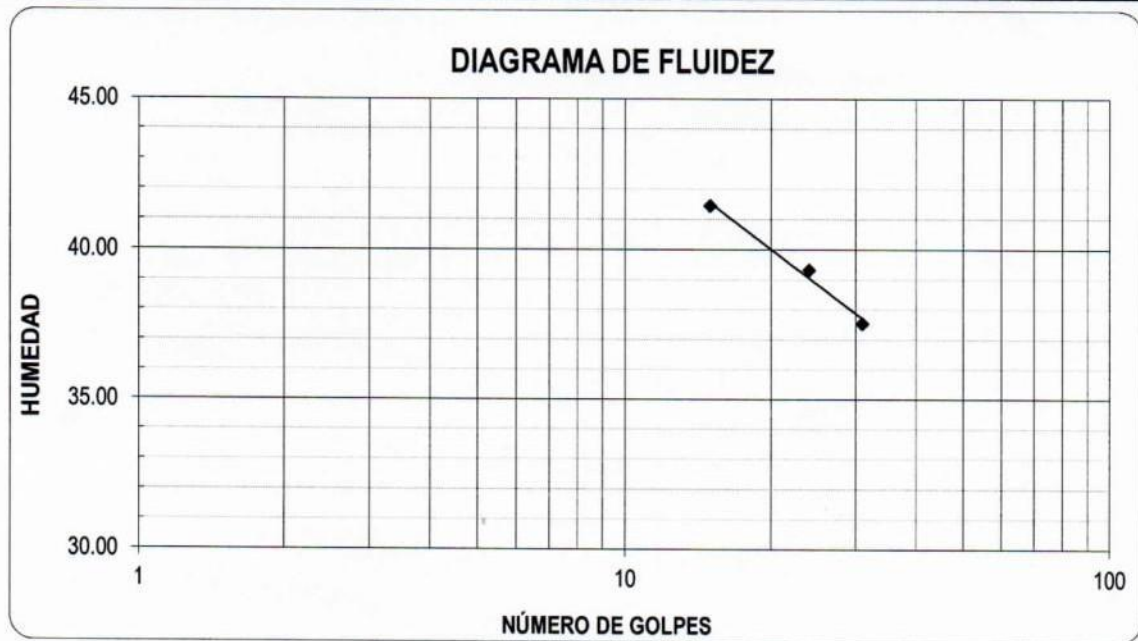 DIAGRAMA DE FLUIDEZ
45.00
40.00
35.00
30.00
HUMEDAD
1
10
100
NÚMERO DE GOLPES